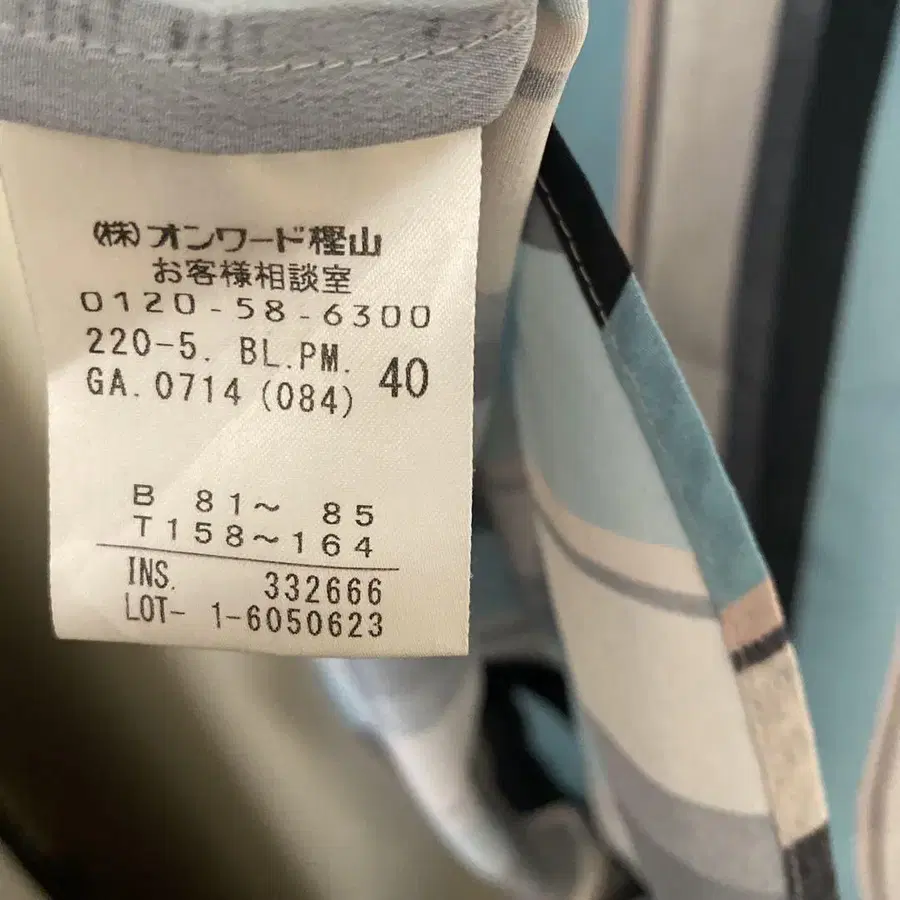 (株)オンワード樫山
お客様相談室
0120-58-6300
220-5. BL.PM. 40
GA.0714(084)
B 81~ 85
T158~164
INS. 332666
LOT- 1-6050623